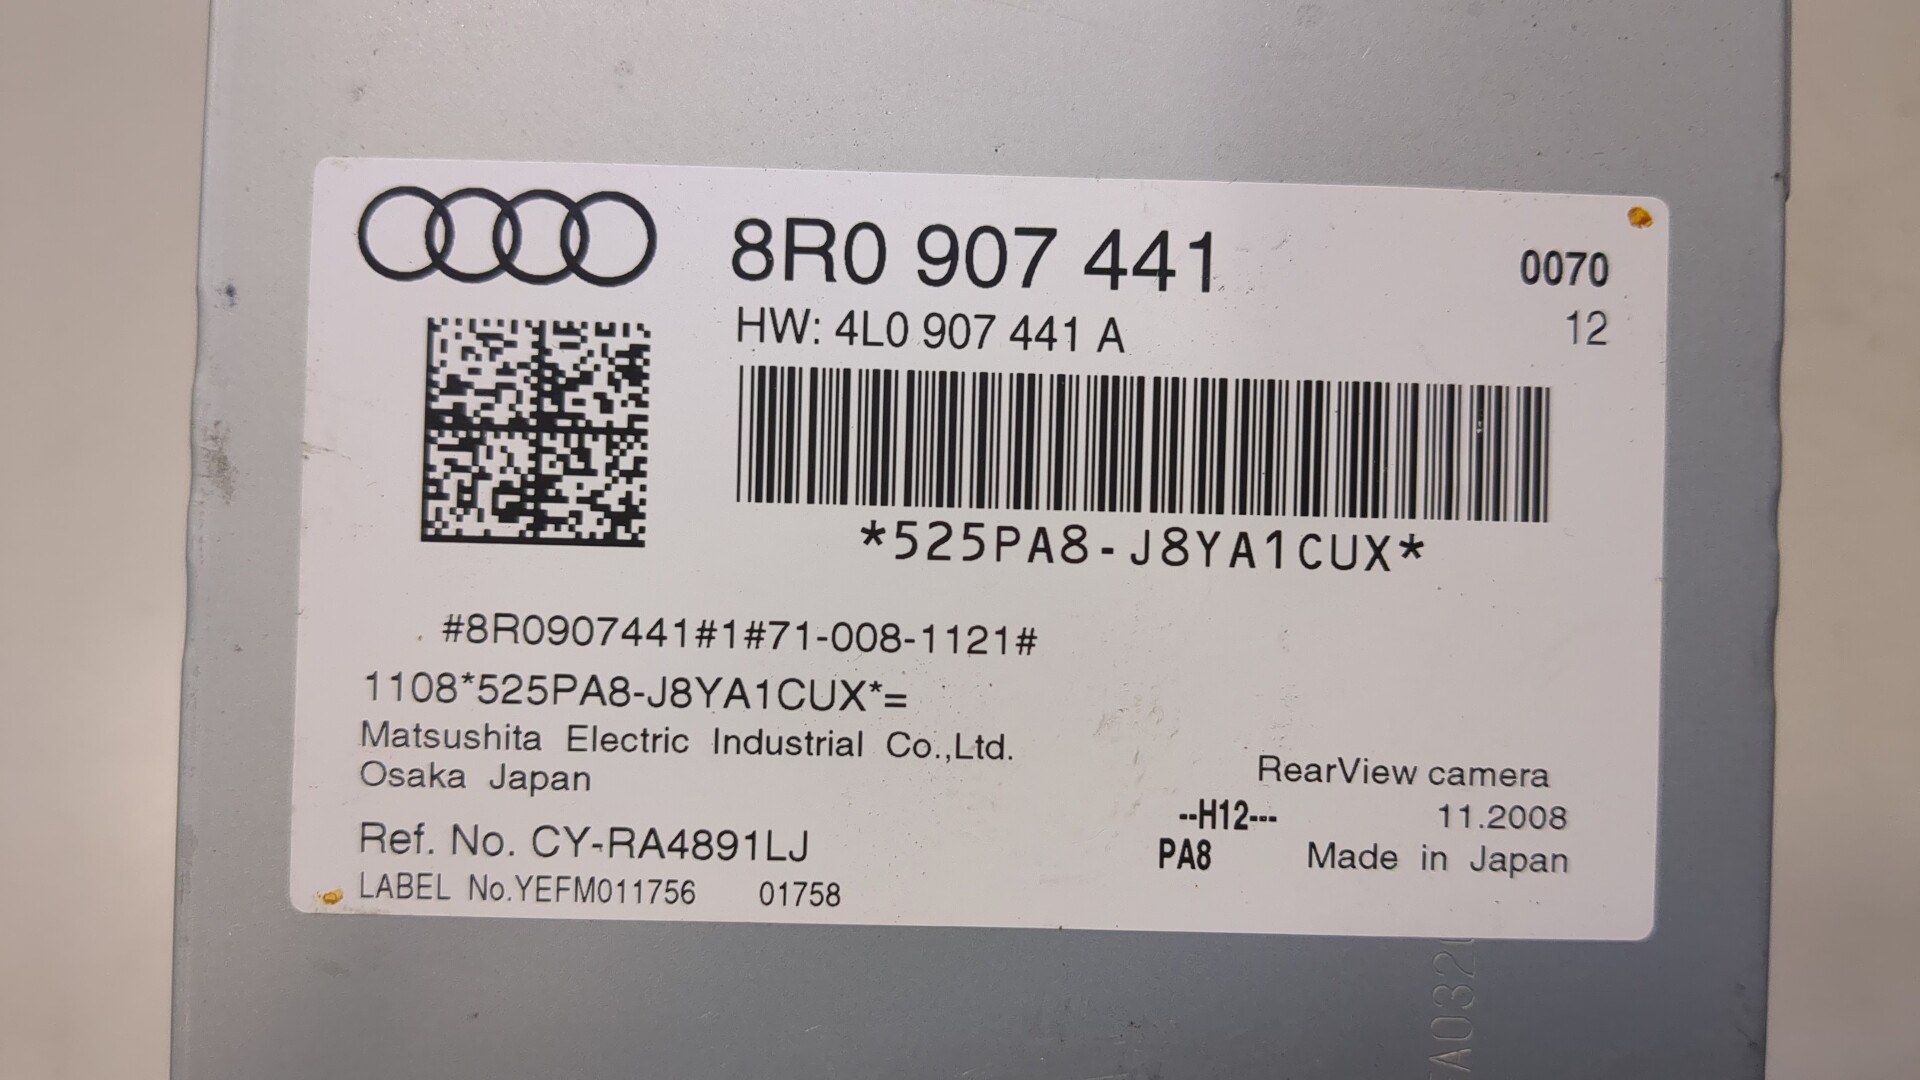 8R0 907 441 0070
HW: 4L0 907 441 A 12
*525PA8-J8YA1CUX*
#8R0907441#1#71-008-1121#
1108*525PA8-J8YA1CUX*=
Matsushita Electric Industrial Co.,Ltd.
Osaka Japan
RearView camera
--H12--- 11.2008
Ref. No. CY-RA4891LJ
PA8 Made in Japan
LABEL No.YEFM011756 01758